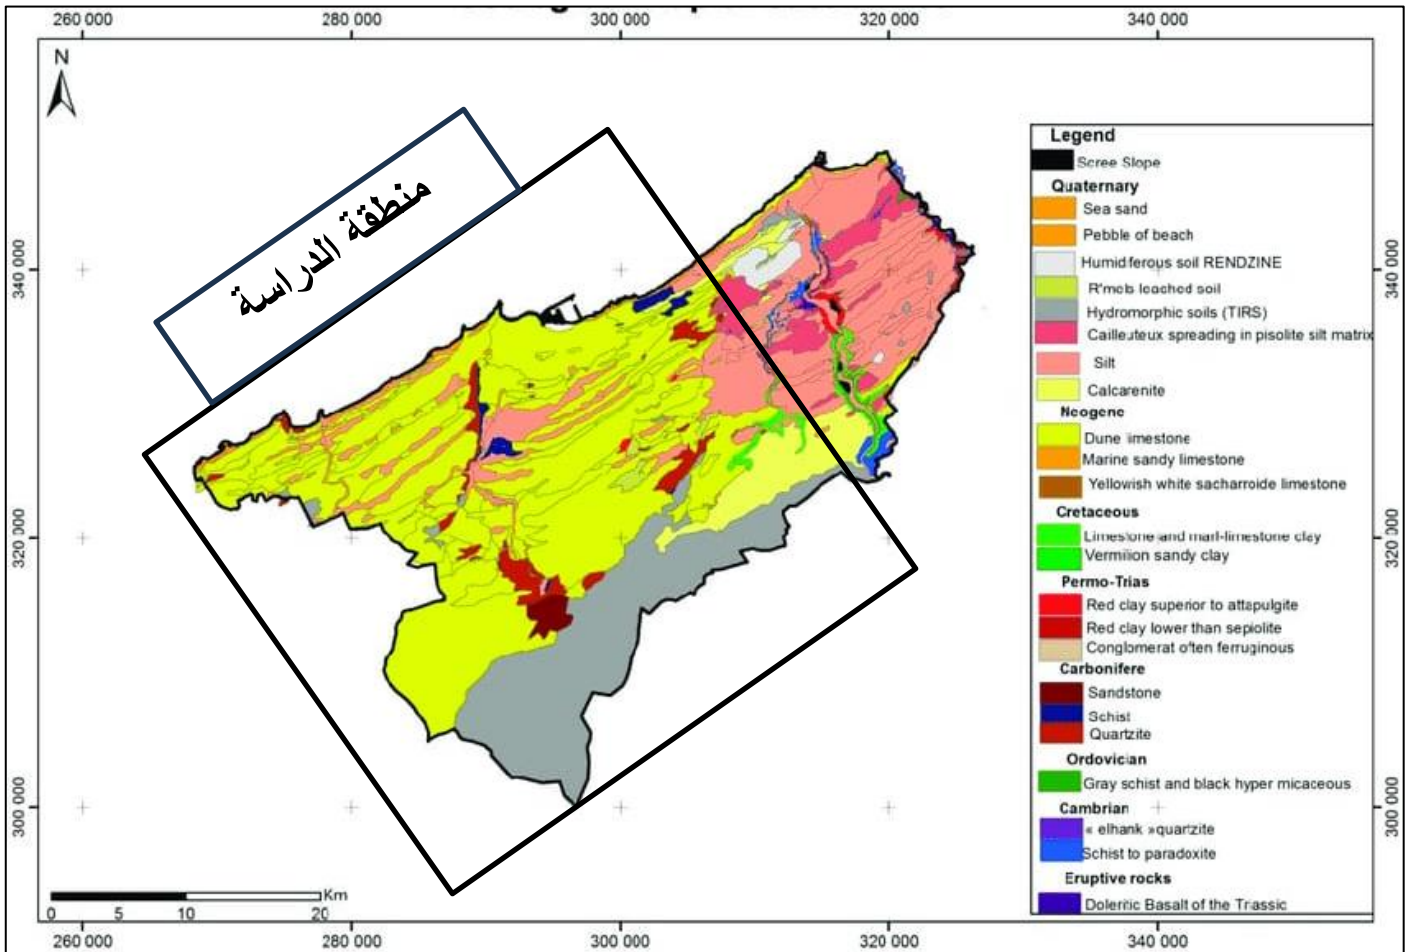 260 000 280 000 300 000 320 000 340 000
N
منطقة الدراسة
340 000
320 000
300 000
340 000
320 000
300 000
Legend
Scree Slope
Quaternary
Sea sand
Pebble of beach
Humidiferous soil RENDZINE
R'mels leached soil
Hydromorphic soils (TIRS)
Cailleuteux spreading in pisolite silt matrix
Silt
Calcarenite
Neogene
Dune limestone
Marine sandy limestone
Yellowish white sacharroide limestone
Cretaceous
Limestone and marl-limestone clay
Vermilion sandy clay
Permo-Trias
Red clay superior to attapulgite
Red clay lower than sepiolite
Conglomerat often ferruginous
Carbonifere
Sandstone
Schist
Quartzite
Ordovician
Gray schist and black hyper micaceous
Cambrian
« elhank »quartzite
Schist to paradoxite
Eruptive rocks
Doleritic Basalt of the Triassic
Km
0 5 10 20
260 000 280 000 300 000 320 000 340 000